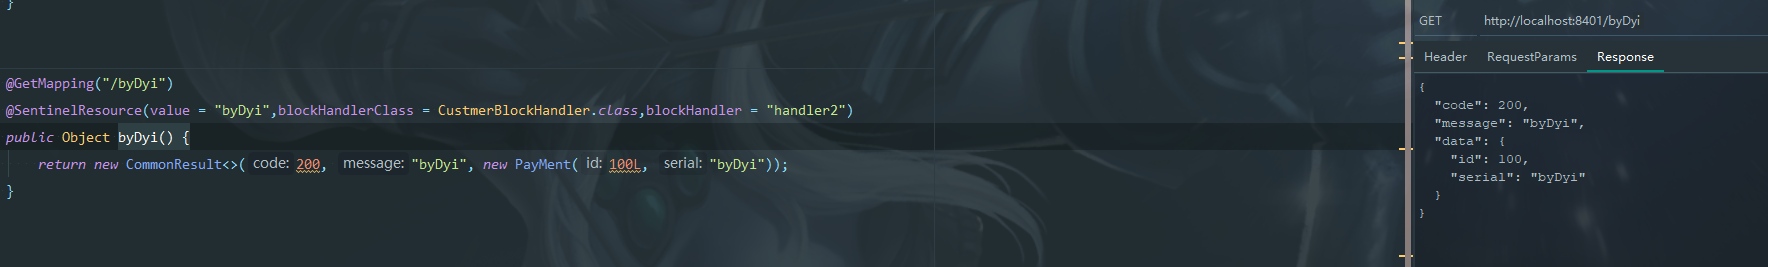 }
@GetMapping("/byDyi")
@SentinelResource(value = "byDyi",blockHandlerClass = CustmerBlockHandler.class,blockHandler = "handler2")
public Object byDyi() {
    return new CommonResult<>( code: 200,  message: "byDyi", new PayMent( id: 100L,  serial: "byDyi"));
}
GET http://localhost:8401/byDyi
Header RequestParams Response
{
  "code": 200,
  "message": "byDyi",
  "data": {
    "id": 100,
    "serial": "byDyi"
  }
}